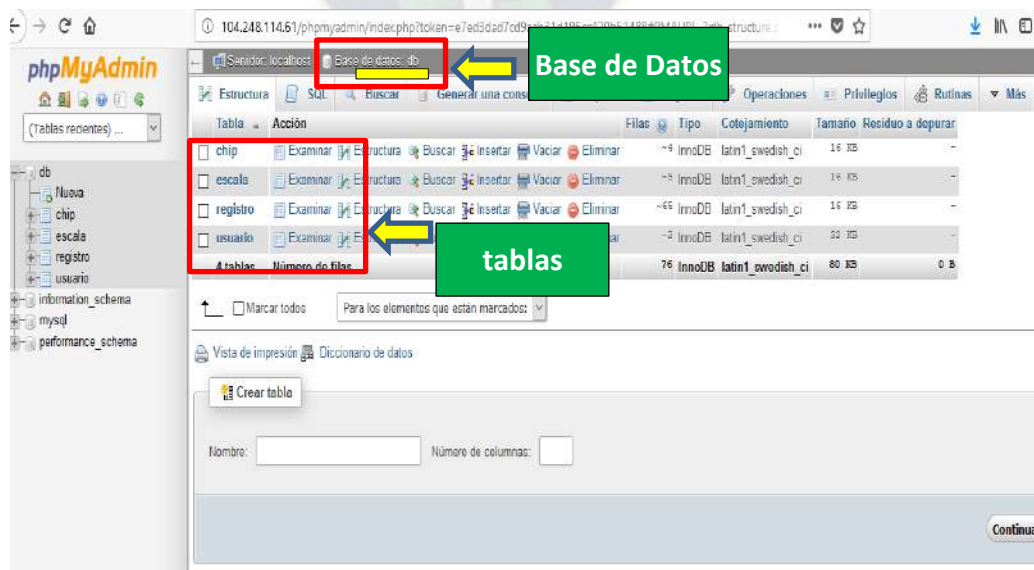 104.248.114.61/phpmyadmin/index.php?token=
phpMyAdmin
(Tablas recientes) ...
db
Nueva
chip
escala
registro
usuario
information_schema
mysql
performance_schema
Servidor: localhost Base de datos: db
Base de Datos
Estructura SQL Buscar Generar una Operaciones Privilegios Rutinas Más
Tabla Acción Filas Tipo Cotejamiento Tamaño Residuo a depurar
chip Examinar Estructura Buscar Insertar Vaciar Eliminar InnoDB latin1_swedish_ci 16 KB -
escala Examinar Estructura Buscar Insertar Vaciar Eliminar InnoDB latin1_swedish_ci 16 KB -
registro Examinar Estructura Buscar Insertar Vaciar Eliminar InnoDB latin1_swedish_ci 16 KB -
usuario Examinar InnoDB latin1_swedish_ci 32 KB -
tablas
4 tablas Número de filas 76 InnoDB latin1_swedish_ci 80 KB 0 B
Marcar todos Para los elementos que están marcados:
Vista de impresión Diccionario de datos
Crear tabla
Nombre: Número de columnas: